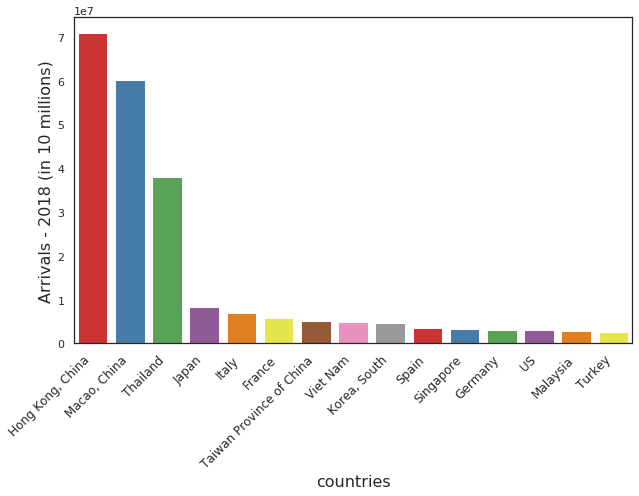 1e7
7
6
5
4
3
2
1
0
Arrivals - 2018 (in 10 millions)
Hong Kong, China
Macao, China
Thailand
Japan
Italy
France
Taiwan Province of China
Viet Nam
Korea, South
Spain
Singapore
Germany
US
Malaysia
Turkey
countries